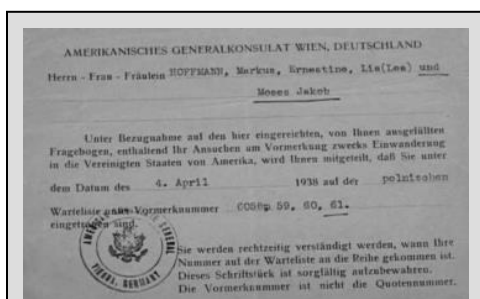 AMERIKANISCHES GENERALKONSULAT WIEN, DEUTSCHLAND
Herrn - Frau - Fräulein HOFFMANN, Markus, Ernestine, Lia(Lea) und
Moses Jakob
Unter Bezugnahme auf den hier eingereichten, von Ihnen ausgefüllten
Fragebogen, enthaltend Ihr Ansuchen um Vormerkung zwecks Einwanderung
in die Vereinigten Staaten von Amerika, wird Ihnen mitgeteilt, daß Sie unter
dem Datum des 4. April 1938 auf der polnischen
Warteliste Vormerknummer 59, 60, 61.
eingetragen sind.
Sie werden rechtzeitig verständigt werden, wann Ihre
Nummer auf der Warteliste an die Reihe gekommen ist.
Dieses Schriftstück ist sorgfältig aufzubewahren.
Die Vormerknummer ist nicht die Quotennummer.
VIENNA, GERMANY